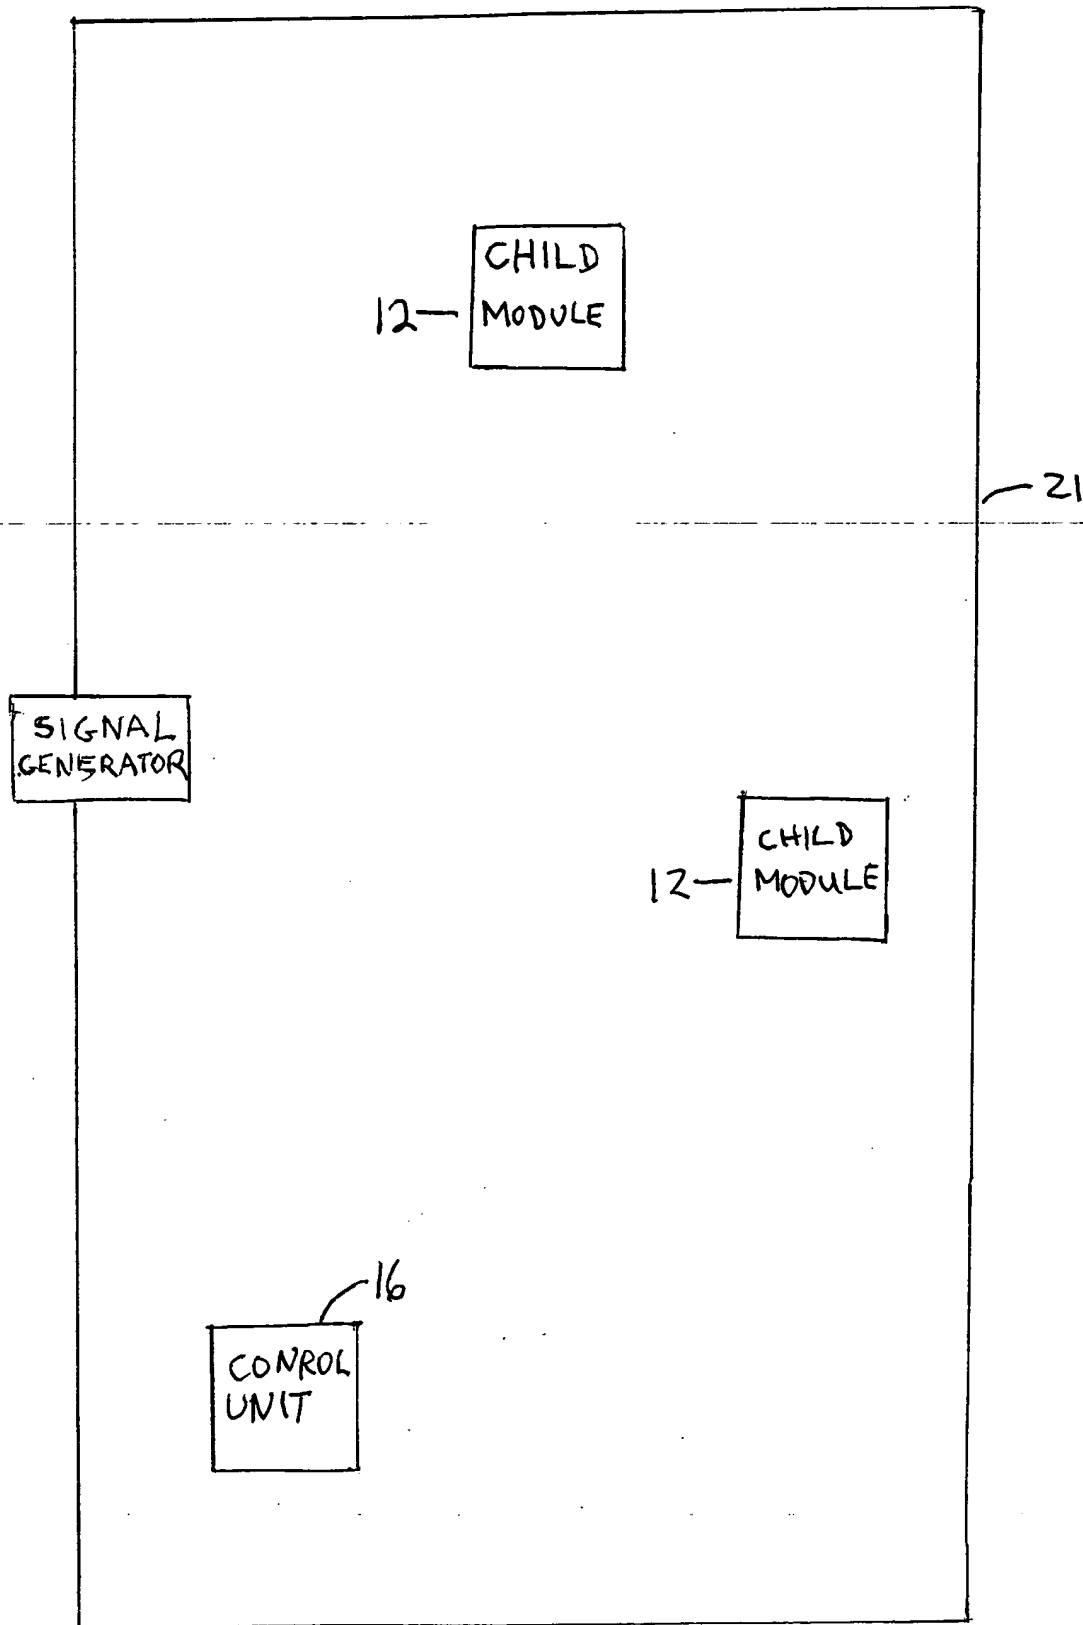 CHILD
MODULE
12
21
SIGNAL
GENERATOR
CHILD
MODULE
12
16
CONROL
UNIT